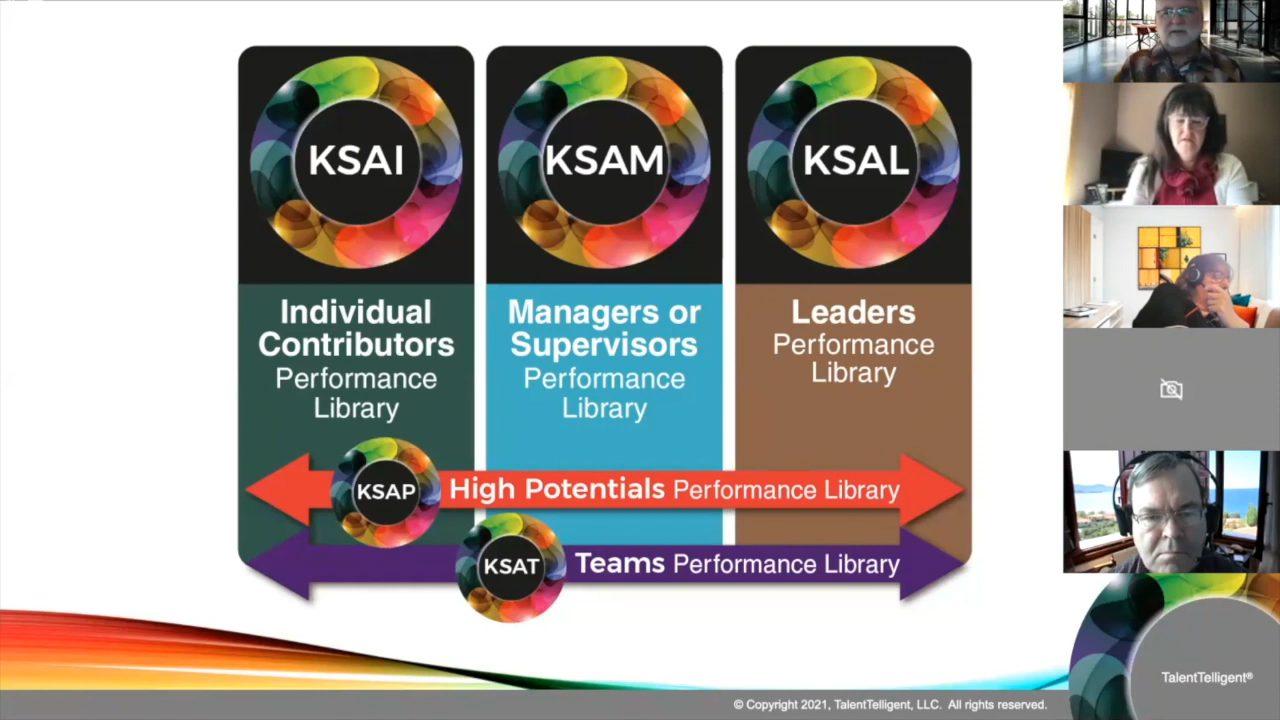 KSAI
KSAM
KSAL
Individual
Contributors
Performance
Library
Managers or
Supervisors
Performance
Library
Leaders
Performance
Library
KSAP
High Potentials Performance Library
KSAT
Teams Performance Library
TalentTelligent®
© Copyright 2021, TalentTelligent, LLC. All rights reserved.